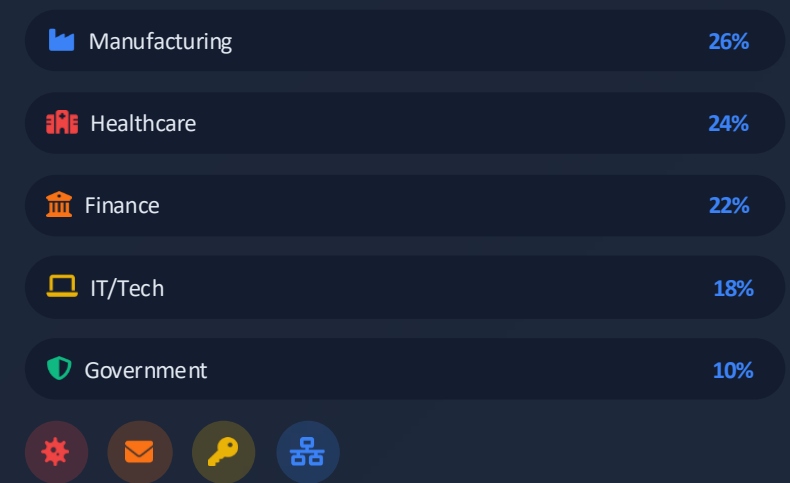 Manufacturing 26%
Healthcare 24%
Finance 22%
IT/Tech 18%
Government 10%